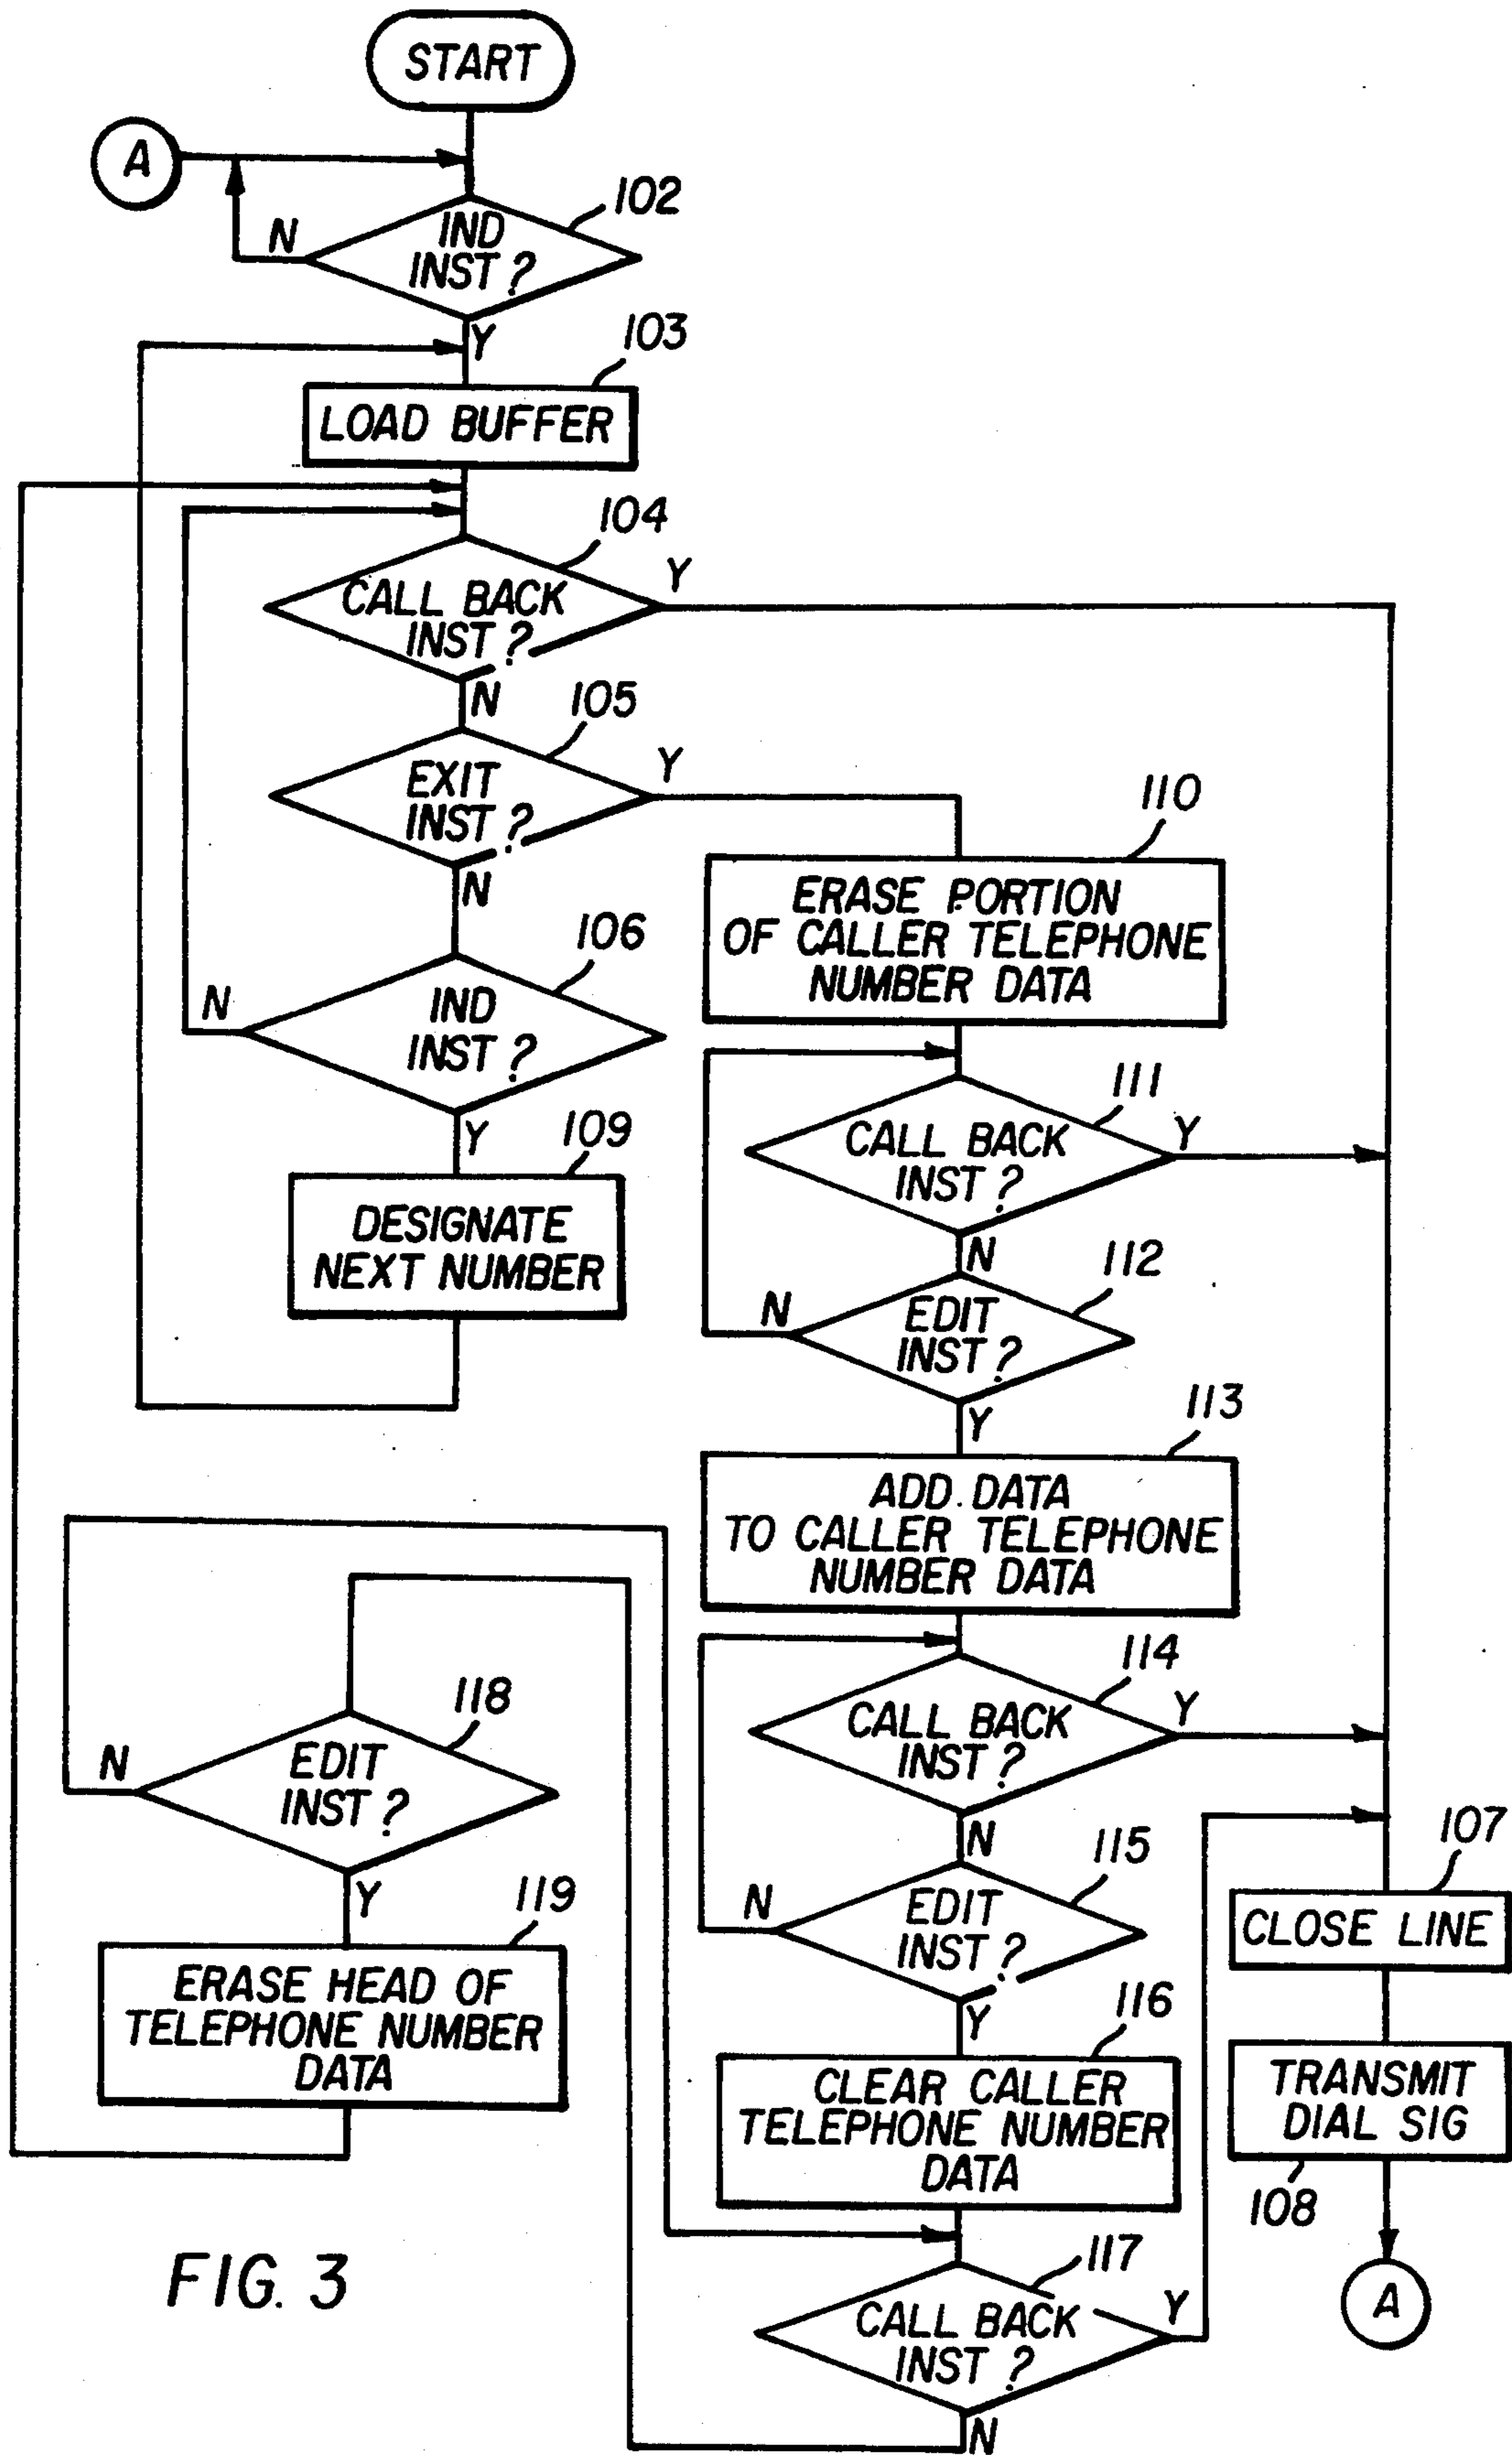 START
A
102
IND
INST ?
N
Y
103
LOAD BUFFER
104
CALL BACK
INST ?
Y
N
105
EXIT
INST ?
Y
N
106
IND
INST ?
N
Y
109
DESIGNATE
NEXT NUMBER
110
ERASE PORTION
OF CALLER TELEPHONE
NUMBER DATA
111
CALL BACK
INST ?
Y
N
112
EDIT
INST ?
N
Y
113
ADD DATA
TO CALLER TELEPHONE
NUMBER DATA
114
CALL BACK
INST ?
Y
N
115
EDIT
INST ?
N
Y
116
CLEAR CALLER
TELEPHONE NUMBER
DATA
117
CALL BACK
INST ?
Y
N
118
EDIT
INST ?
N
Y
119
ERASE HEAD OF
TELEPHONE NUMBER
DATA
107
CLOSE LINE
TRANSMIT
DIAL SIG
108
A
FIG. 3